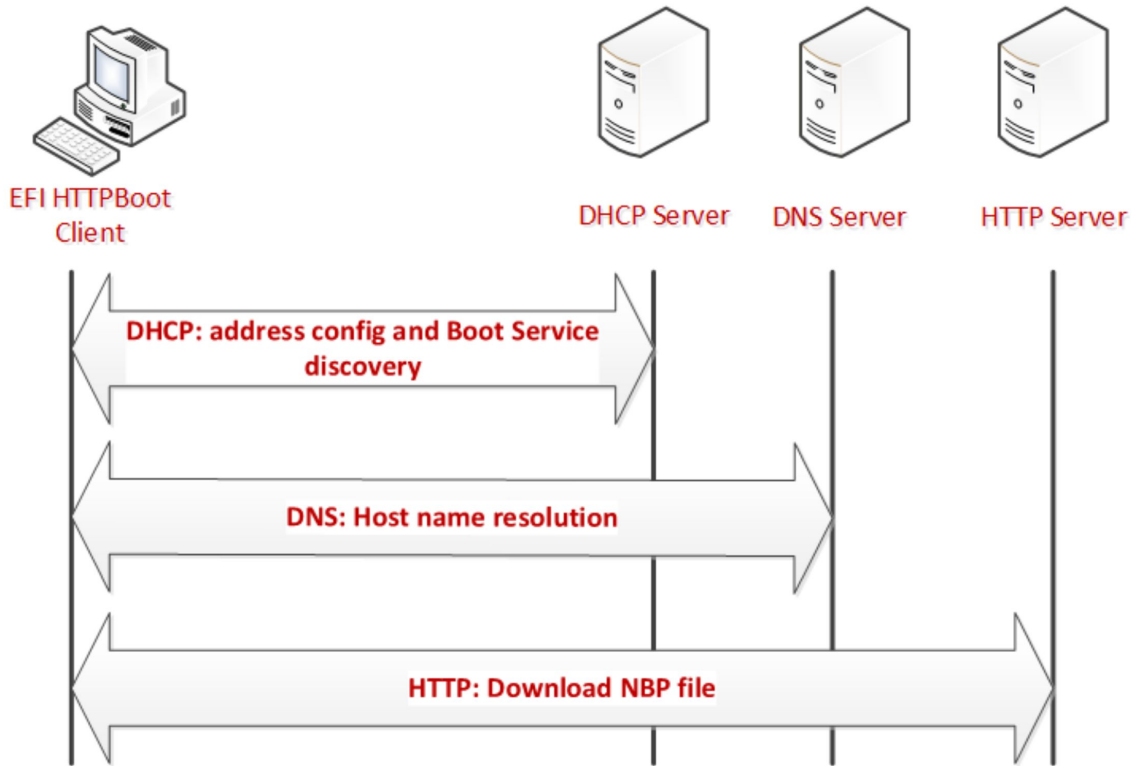 EFI HTTPBoot
Client
DHCP Server
DNS Server
HTTP Server
DHCP: address config and Boot Service
discovery
DNS: Host name resolution
HTTP: Download NBP file